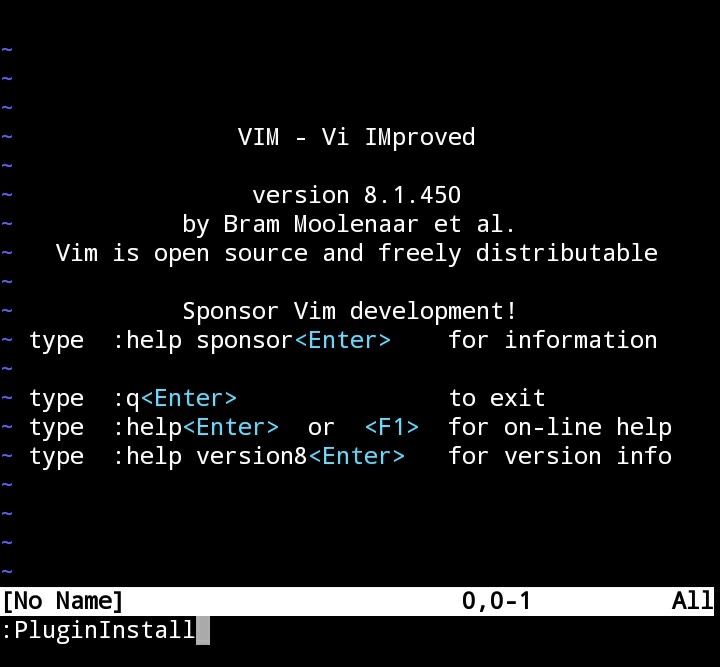 ~
~
~
~ VIM - Vi IMproved
~
~ version 8.1.450
~ by Bram Moolenaar et al.
~ Vim is open source and freely distributable
~
~ Sponsor Vim development!
~ type :help sponsor<Enter> for information
~
~ type :q<Enter> to exit
~ type :help<Enter> or <F1> for on-line help
~ type :help version8<Enter> for version info
~
~
~
~
[No Name] 0,0-1 All
:PluginInstall